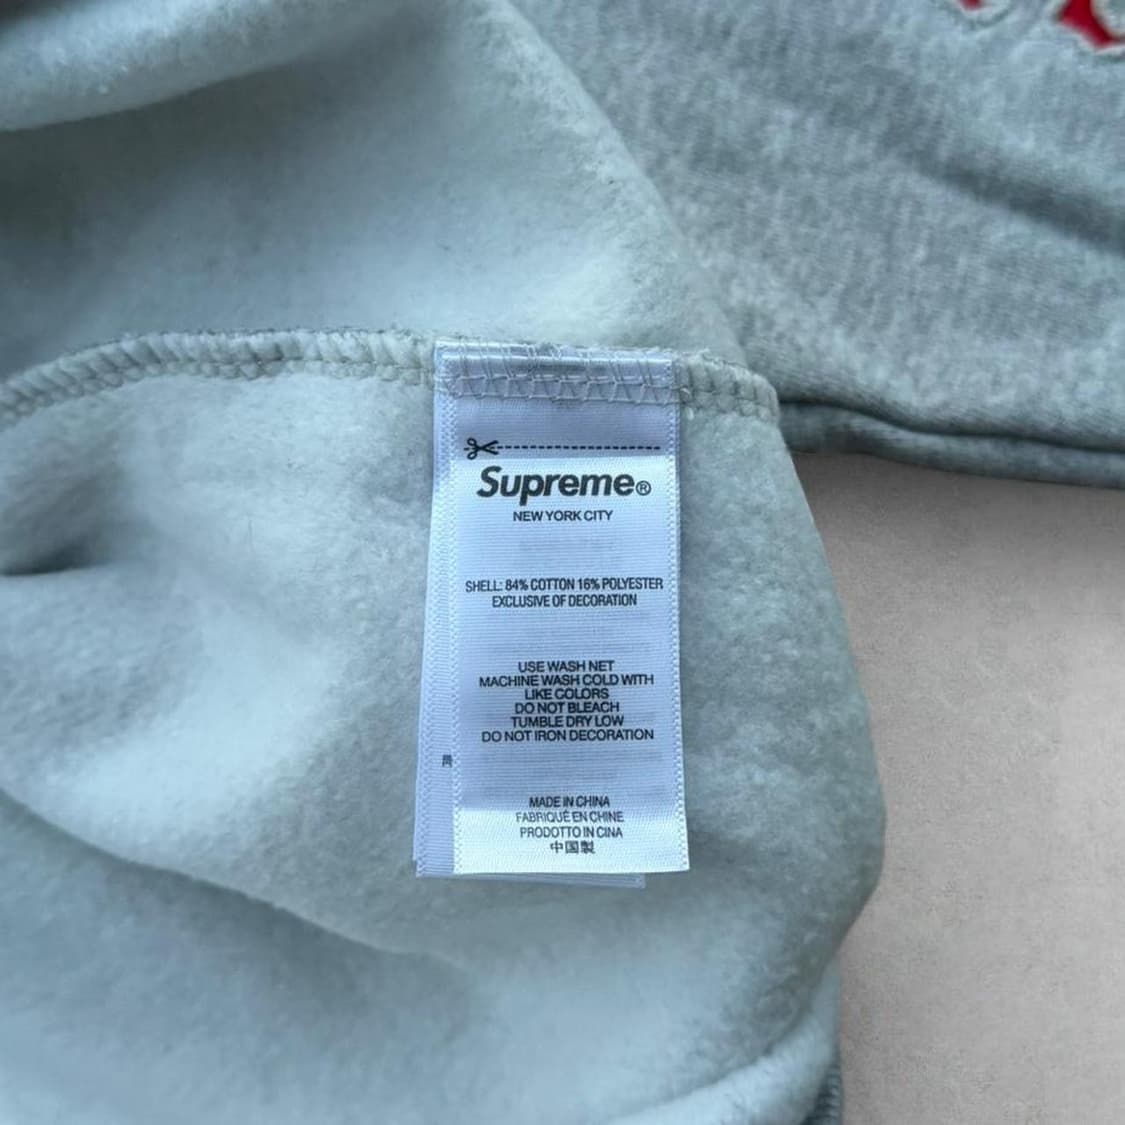 Supreme®
NEW YORK CITY
SHELL: 84% COTTON 16% POLYESTER
EXCLUSIVE OF DECORATION
USE WASH NET
MACHINE WASH COLD WITH
LIKE COLORS
DO NOT BLEACH
TUMBLE DRY LOW
DO NOT IRON DECORATION
MADE IN CHINA
FABRIQUÉ EN CHINE
PRODOTTO IN CINA
中国製